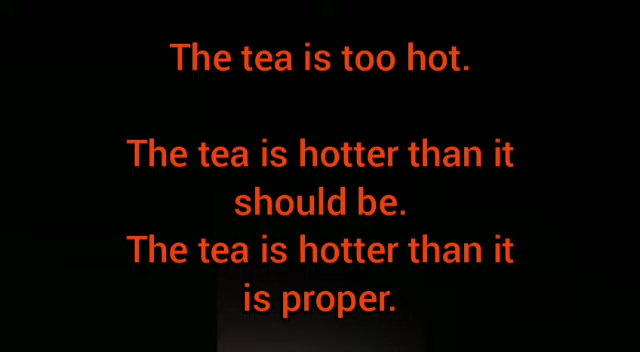 The tea is too hot.
The tea is hotter than it
should be.
The tea is hotter than it
is proper.